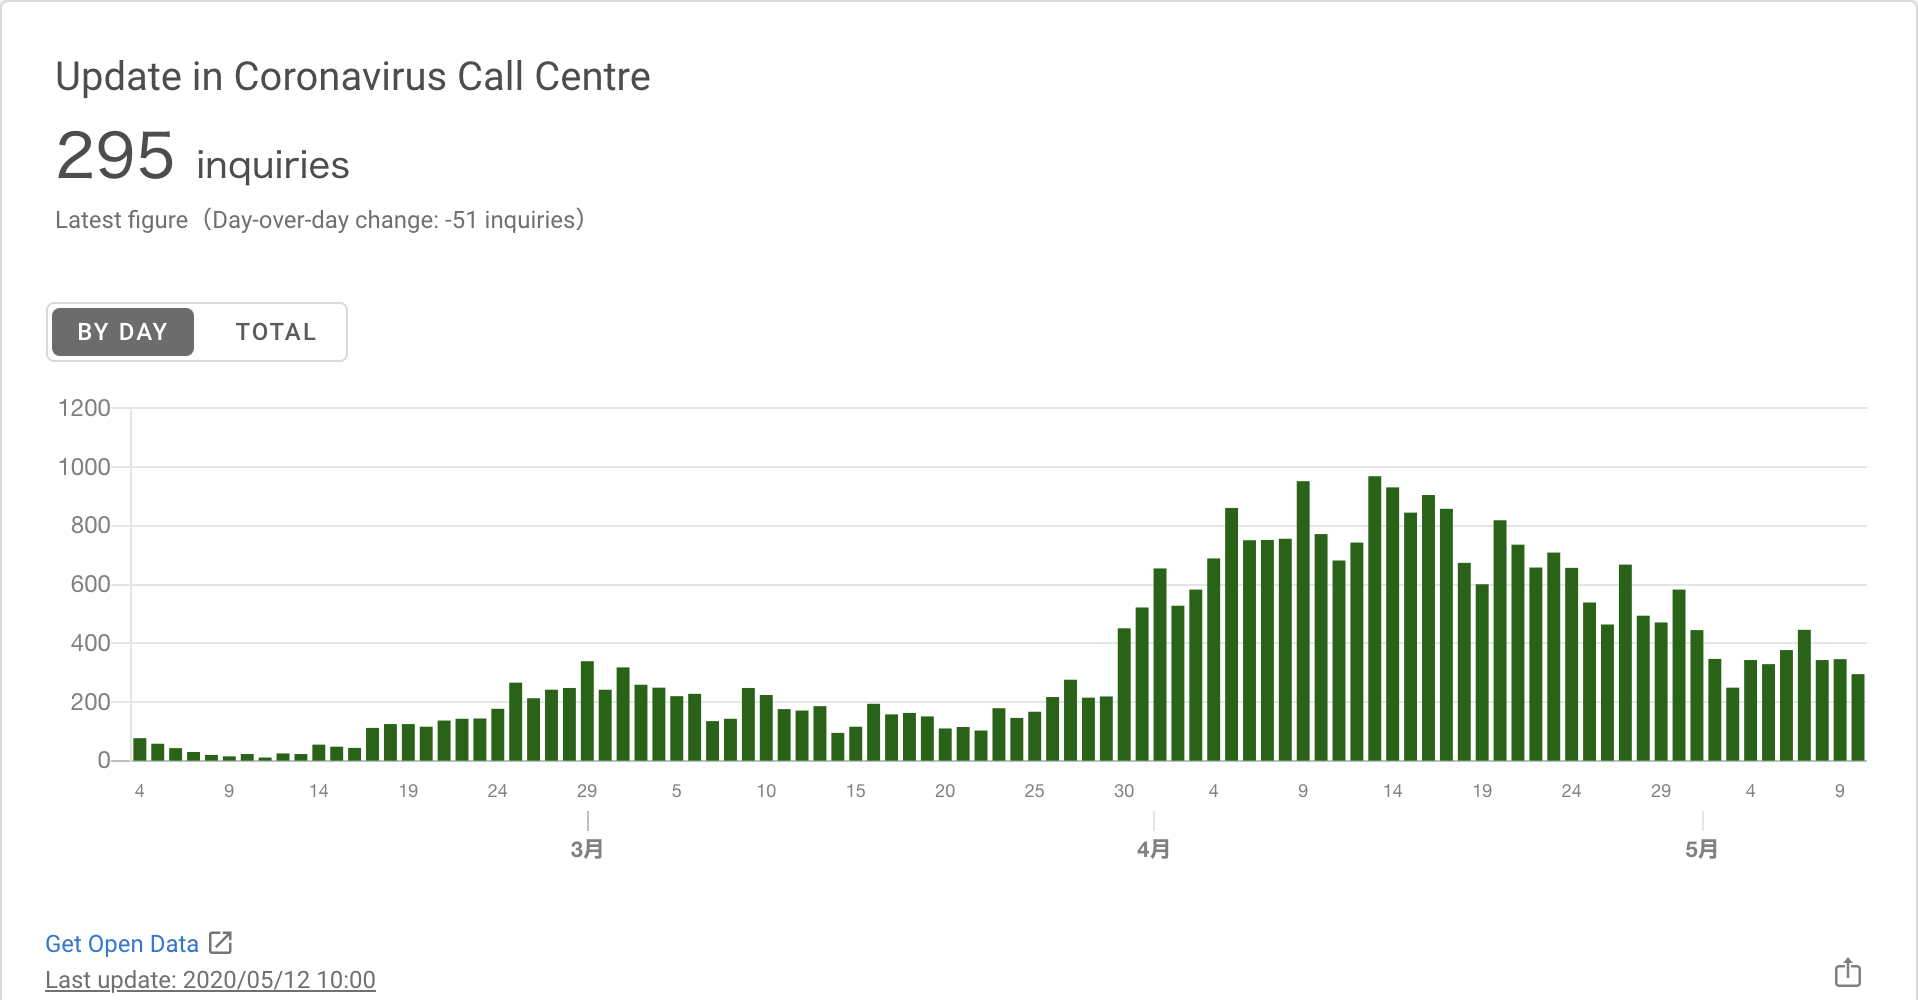 Update in Coronavirus Call Centre
295 inquiries
Latest figure（Day-over-day change: -51 inquiries）
BY DAY TOTAL
1200
1000
800
600
400
200
0
4 9 14 19 24 29 5 10 15 20 25 30 4 9 14 19 24 29 4 9
3月 4月 5月
Get Open Data
Last update: 2020/05/12 10:00